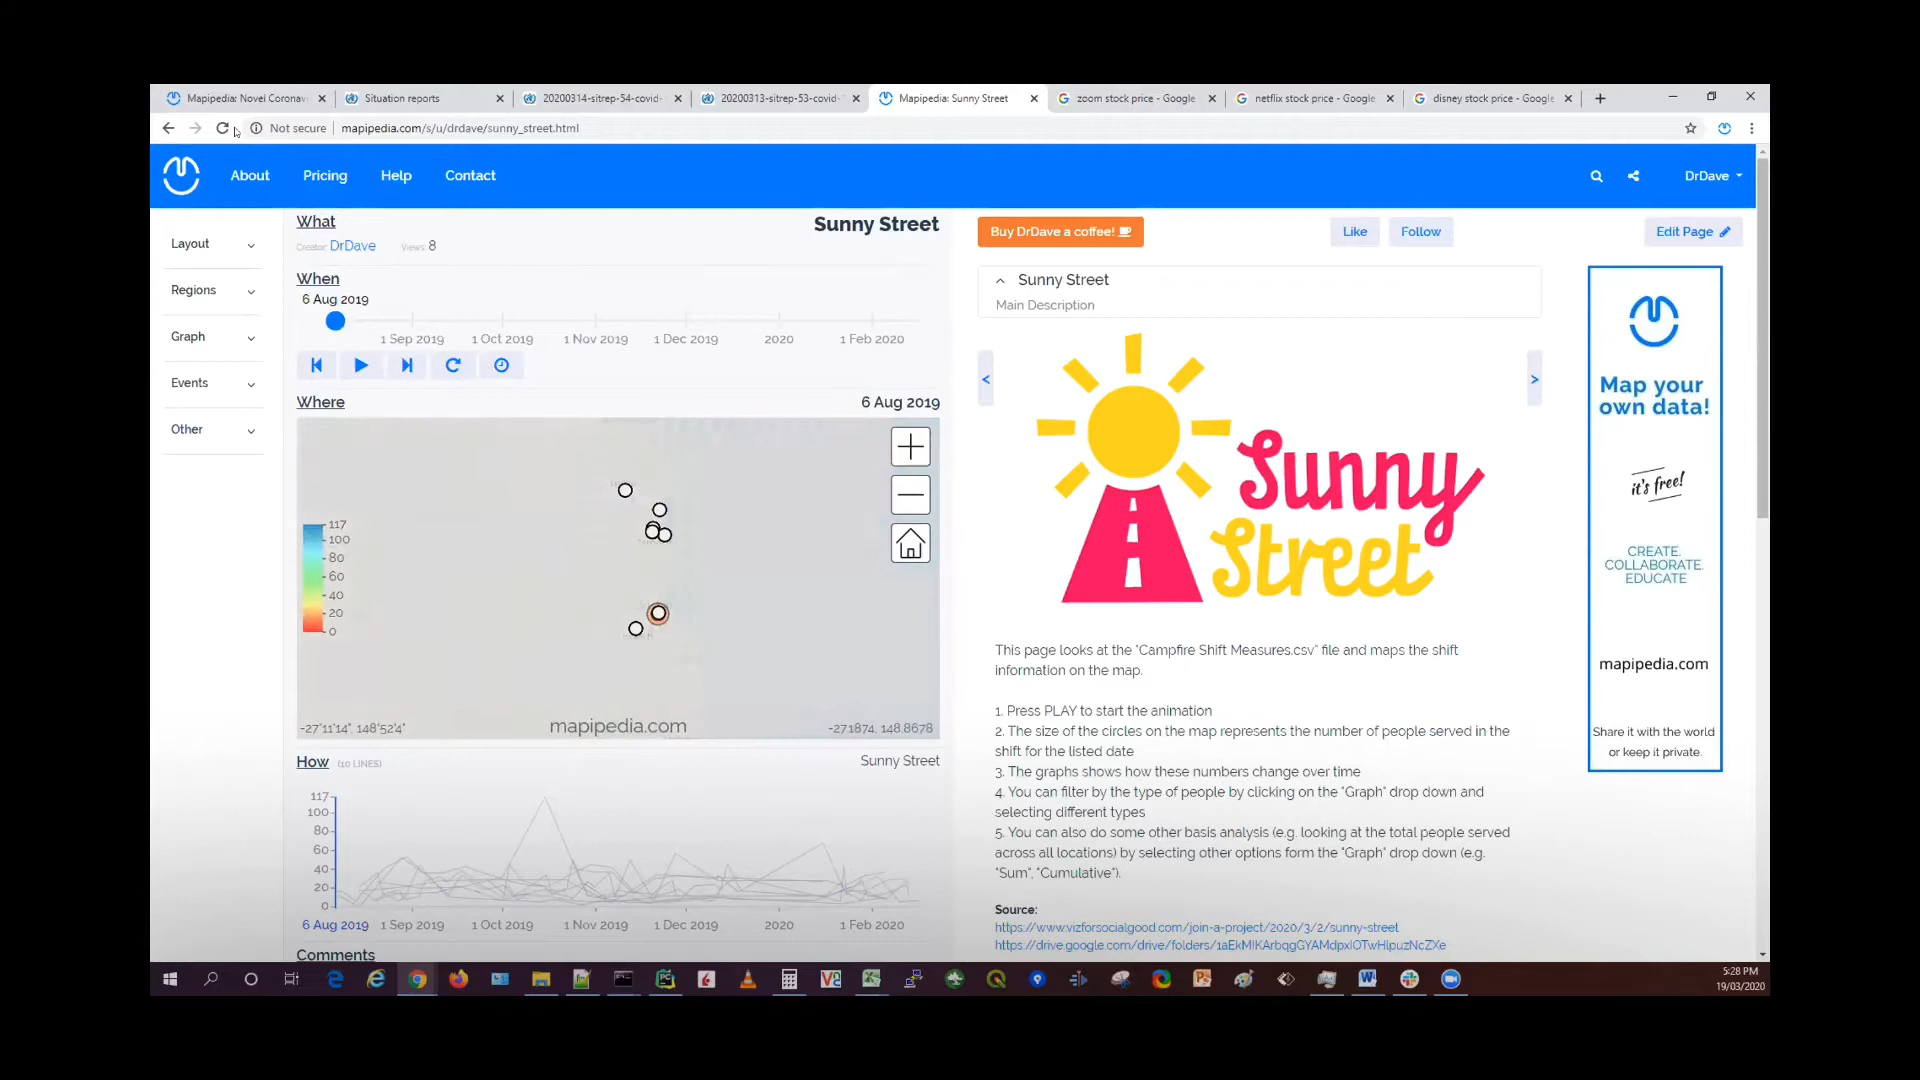 Mapipedia: Novel Coronav
Situation reports
20200314-sitrep-54-covid-
20200313-sitrep-53-covid-
Mapipedia: Sunny Street
zoom stock price - Google
netflix stock price - Google
disney stock price - Google
Not secure
mapipedia.com/s/u/drdave/sunny_street.html
About
Pricing
Help
Contact
DrDave
Layout
Regions
Graph
Events
Other
What
Sunny Street
Creator: DrDave
Views: 8
When
6 Aug 2019
1 Sep 2019
1 Oct 2019
1 Nov 2019
1 Dec 2019
2020
1 Feb 2020
Where
6 Aug 2019
117
100
80
60
40
20
0
-27°11'14", 148°52'4"
mapipedia.com
-27.1874, 148.8678
How (10 LINES)
Sunny Street
117
100
80
60
40
20
0
6 Aug 2019
1 Sep 2019
1 Oct 2019
1 Nov 2019
1 Dec 2019
2020
1 Feb 2020
Comments
Buy DrDave a coffee!
Like
Follow
Edit Page
Sunny Street
Main Description
<
>
Sunny
Street
This page looks at the "Campfire Shift Measures.csv" file and maps the shift
information on the map.
1. Press PLAY to start the animation
2. The size of the circles on the map represents the number of people served in the
shift for the listed date
3. The graphs shows how these numbers change over time
4. You can filter by the type of people by clicking on the "Graph" drop down and
selecting different types
5. You can also do some other basis analysis (e.g. looking at the total people served
across all locations) by selecting other options form the "Graph" drop down (e.g.
"Sum", "Cumulative").
Source:
https://www.vizforsocialgood.com/join-a-project/2020/3/2/sunny-street
Map your
own data!
it's free!
CREATE.
COLLABORATE.
EDUCATE
mapipedia.com
Share it with the world
or keep it private.
5:28 PM
19/03/2020